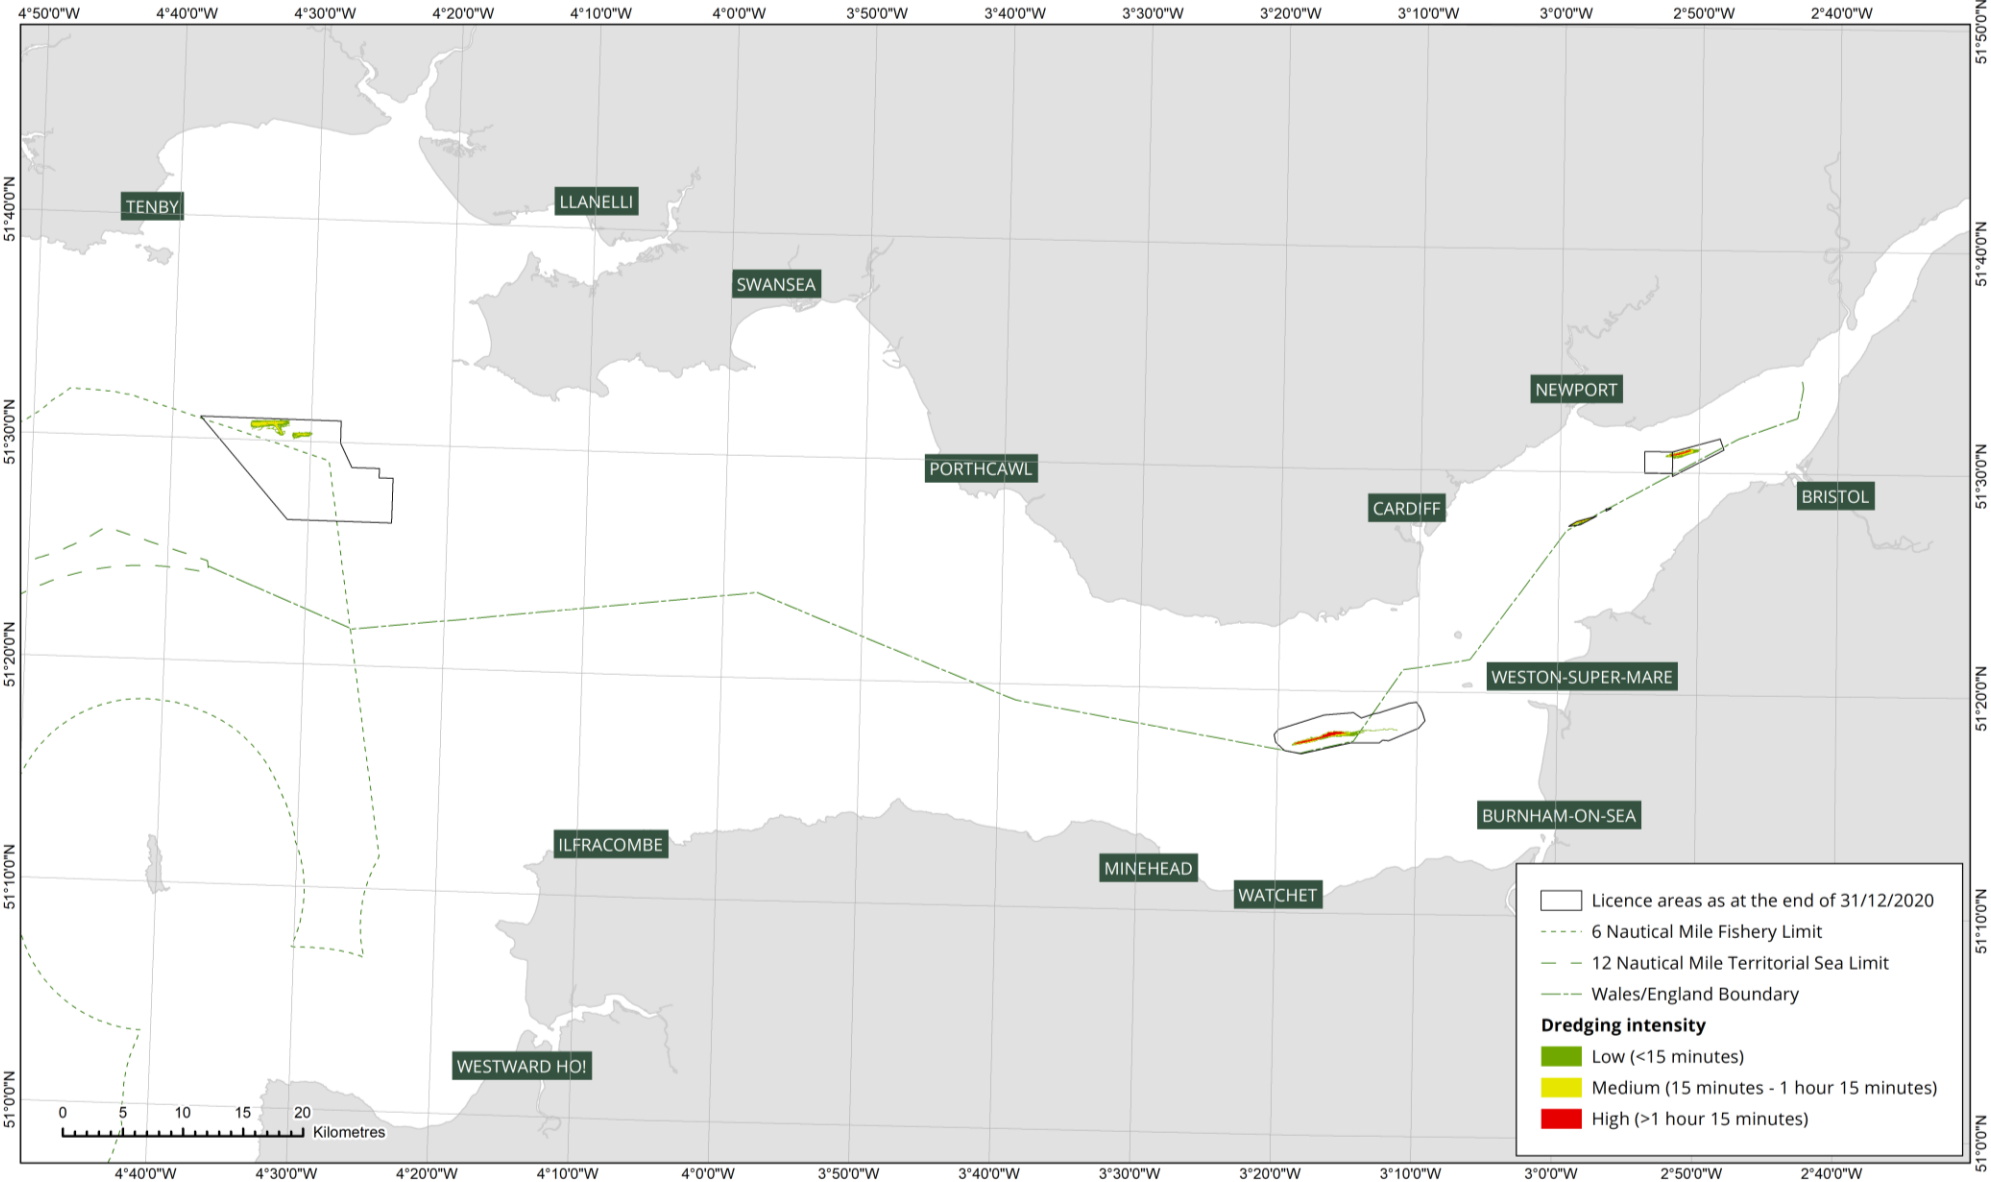 4°50'0"W 4°40'0"W 4°30'0"W 4°20'0"W 4°10'0"W 4°0'0"W 3°50'0"W 3°40'0"W 3°30'0"W 3°20'0"W 3°10'0"W 3°0'0"W 2°50'0"W 2°40'0"W
51°50'0"N
51°40'0"N
51°40'0"N
TENBY
LLANELLI
SWANSEA
NEWPORT
51°30'0"N
51°30'0"N
PORTHCAWL
CARDIFF
BRISTOL
51°20'0"N
51°20'0"N
WESTON-SUPER-MARE
BURNHAM-ON-SEA
ILFRACOMBE
MINEHEAD
WATCHET
51°10'0"N
51°10'0"N
WESTWARD HO!
51°0'0"N
51°0'0"N
0 5 10 15 20
Kilometres
Licence areas as at the end of 31/12/2020
6 Nautical Mile Fishery Limit
12 Nautical Mile Territorial Sea Limit
Wales/England Boundary
Dredging intensity
Low (<15 minutes)
Medium (15 minutes - 1 hour 15 minutes)
High (>1 hour 15 minutes)
4°40'0"W 4°30'0"W 4°20'0"W 4°10'0"W 4°0'0"W 3°50'0"W 3°40'0"W 3°30'0"W 3°20'0"W 3°10'0"W 3°0'0"W 2°50'0"W 2°40'0"W